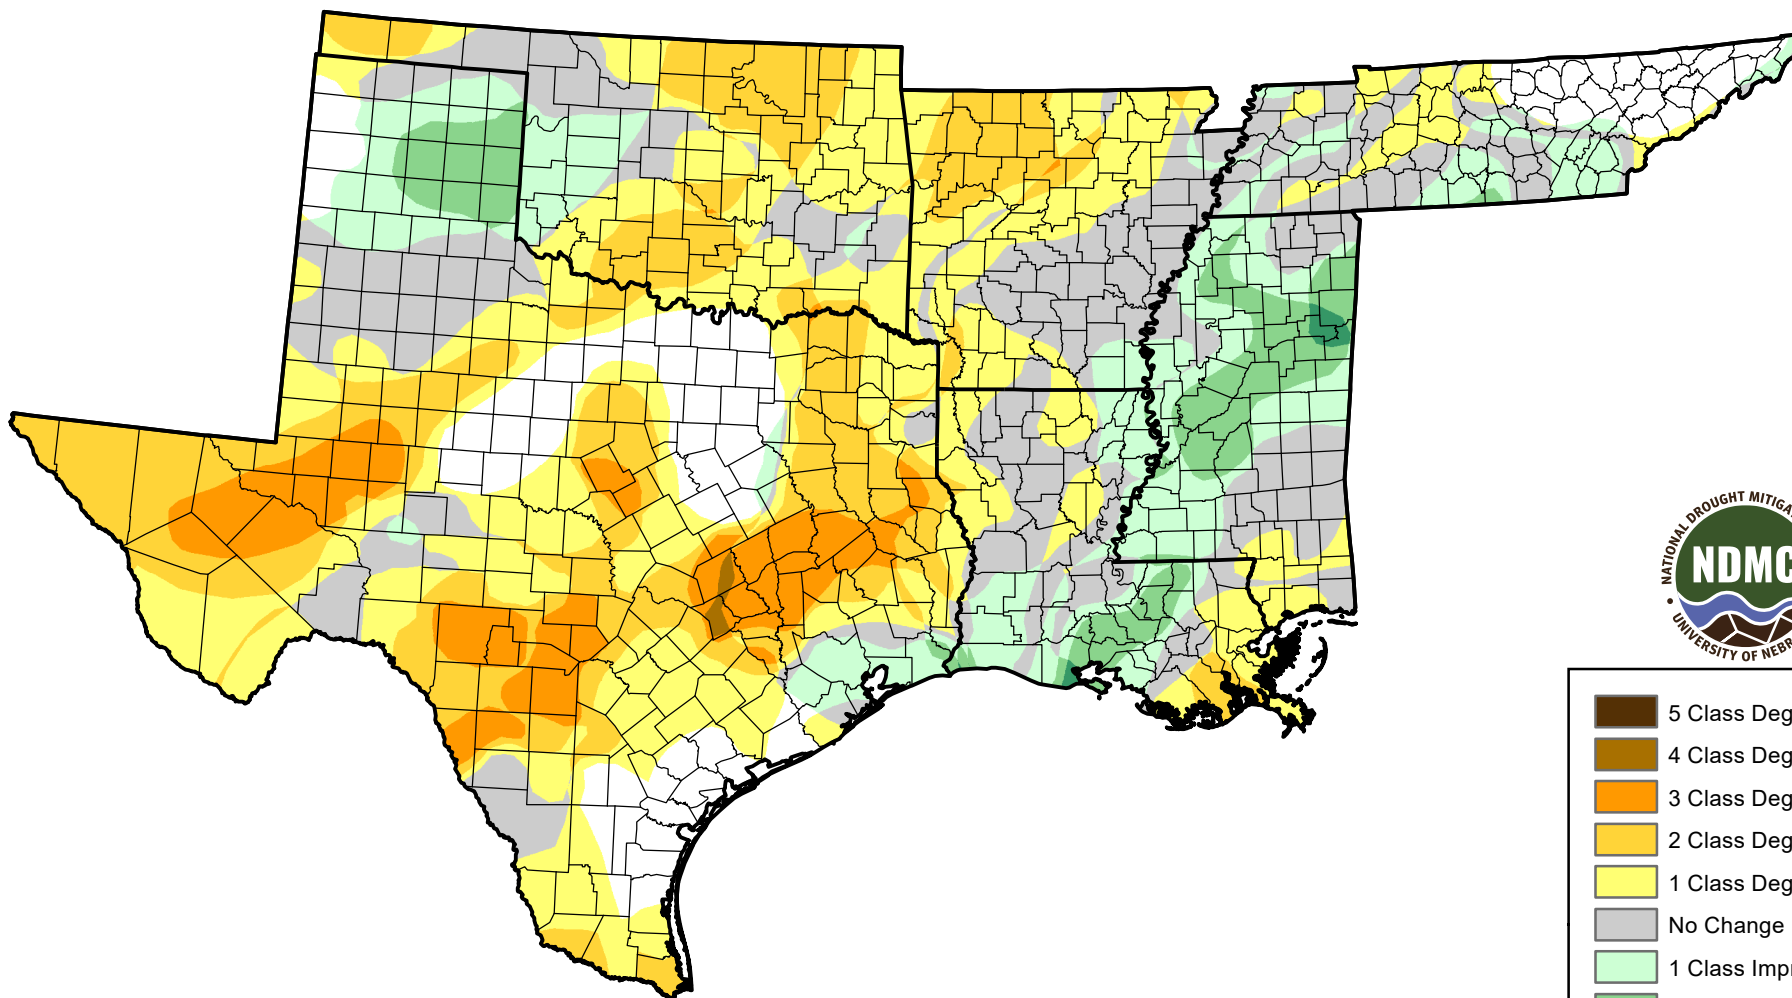 NATIONAL DROUGHT MITIGA
NDMC
UNIVERSITY OF NEBR
5 Class Deg
4 Class Deg
3 Class Deg
2 Class Deg
1 Class Deg
No Change
1 Class Impr